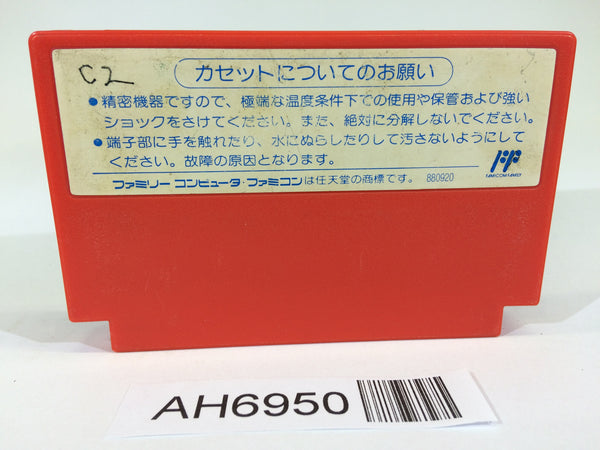 C2
カセットについてのお願い
●精密機器ですので、極端な温度条件下での使用や保管および強い
ショックをさけてください。また、絶対に分解しないでください。
●端子部に手を触れたり、水にぬらしたりして汚さないようにして
ください。故障の原因となります。
ファミリー コンピュータ・ファミコンは任天堂の商標です。 880920
FAMICOM FAMILY
AH6950